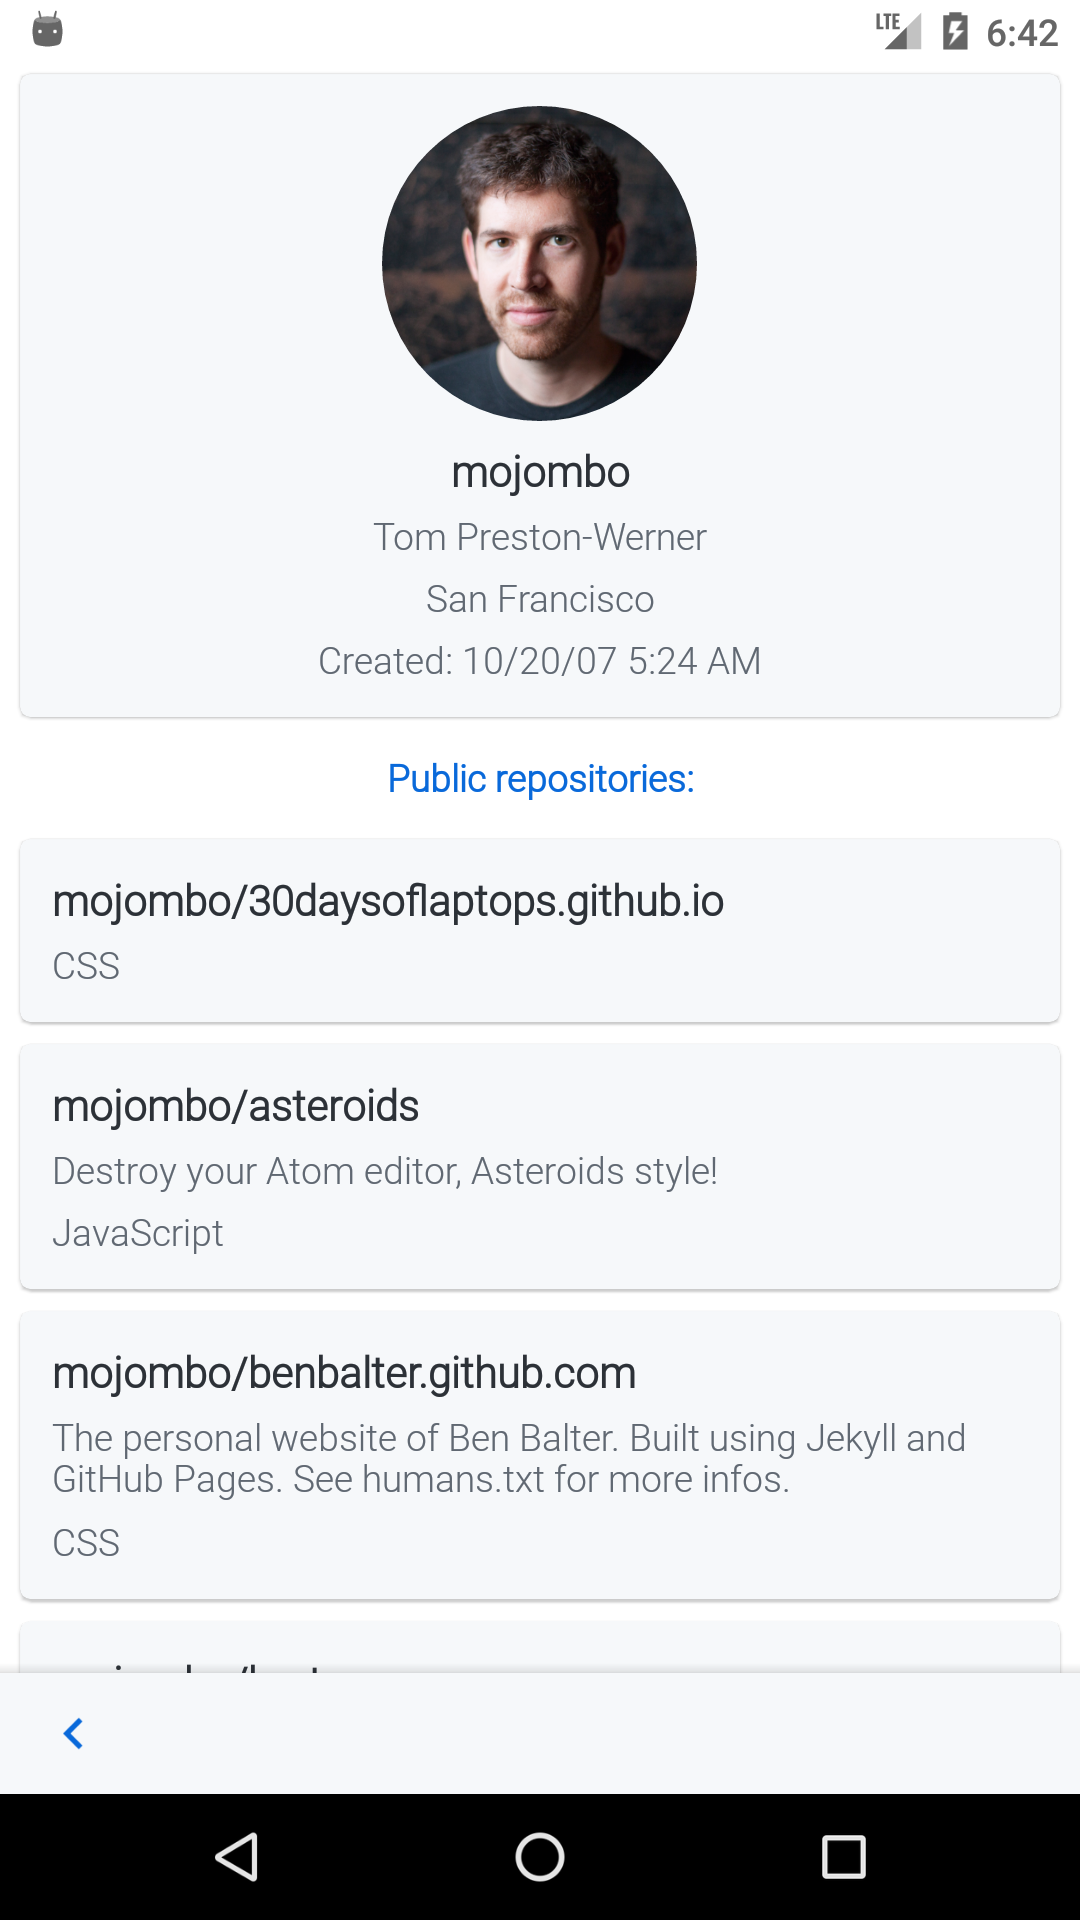 LTE 6:42
mojombo
Tom Preston-Werner
San Francisco
Created: 10/20/07 5:24 AM
Public repositories:
mojombo/30daysoflaptops.github.io
CSS
mojombo/asteroids
Destroy your Atom editor, Asteroids style!
JavaScript
mojombo/benbalter.github.com
The personal website of Ben Balter. Built using Jekyll and
GitHub Pages. See humans.txt for more infos.
CSS